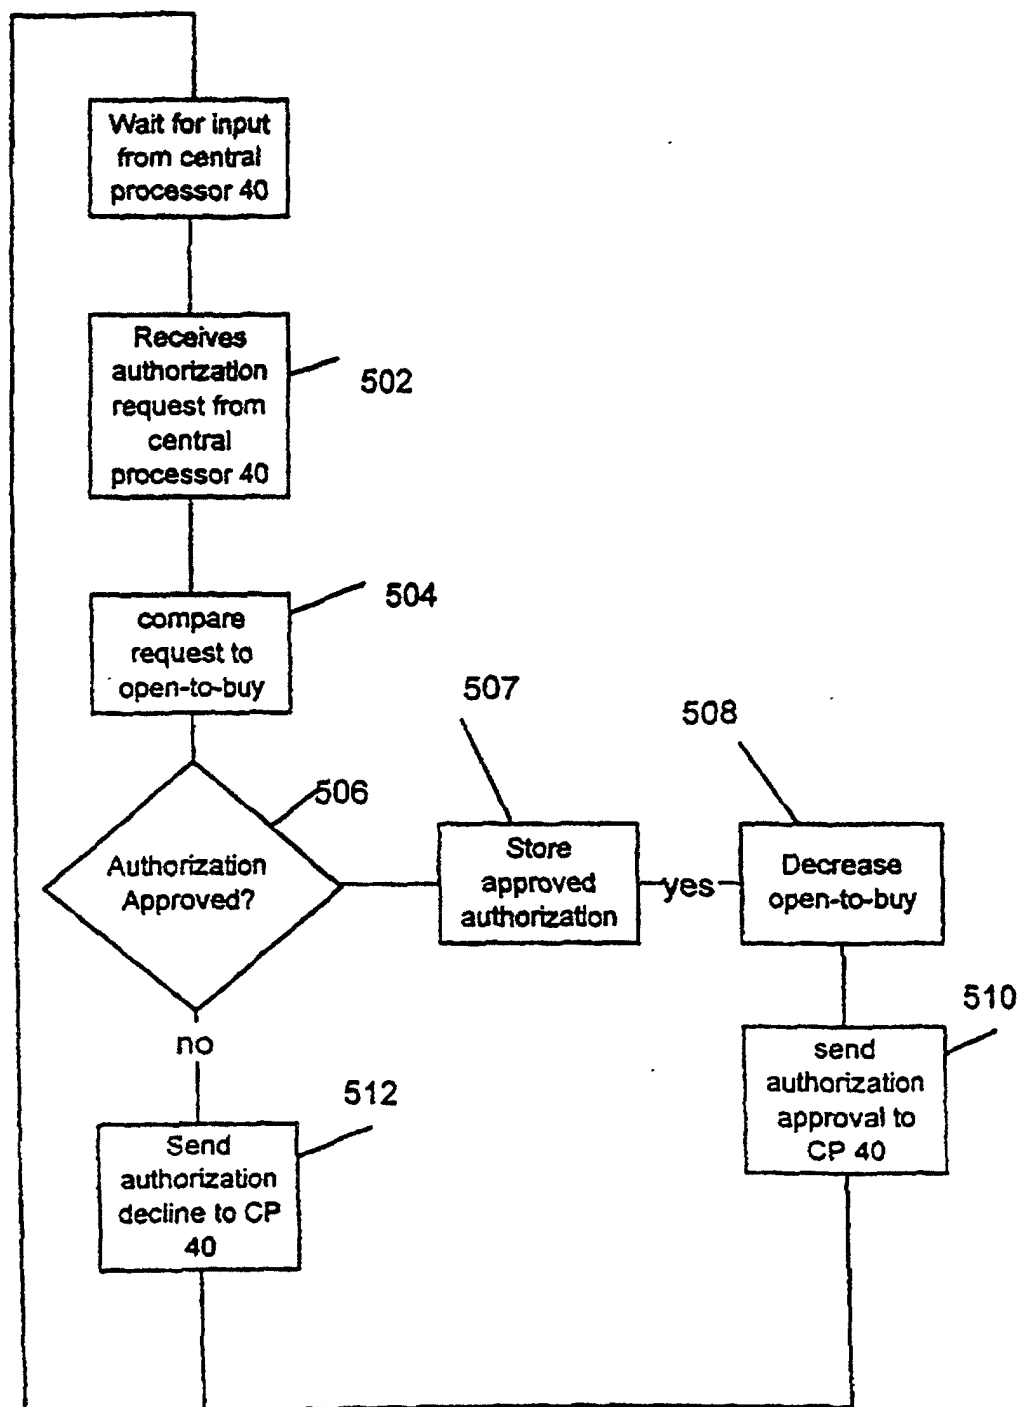 Wait for input
from central
processor 40
Receives
authorization
request from
central
processor 40
502
compare
request to
open-to-buy
504
506
Authorization
Approved?
507
Store
approved
authorization
yes
508
Decrease
open-to-buy
510
send
authorization
approval to
CP 40
no
512
Send
authorization
decline to CP
40